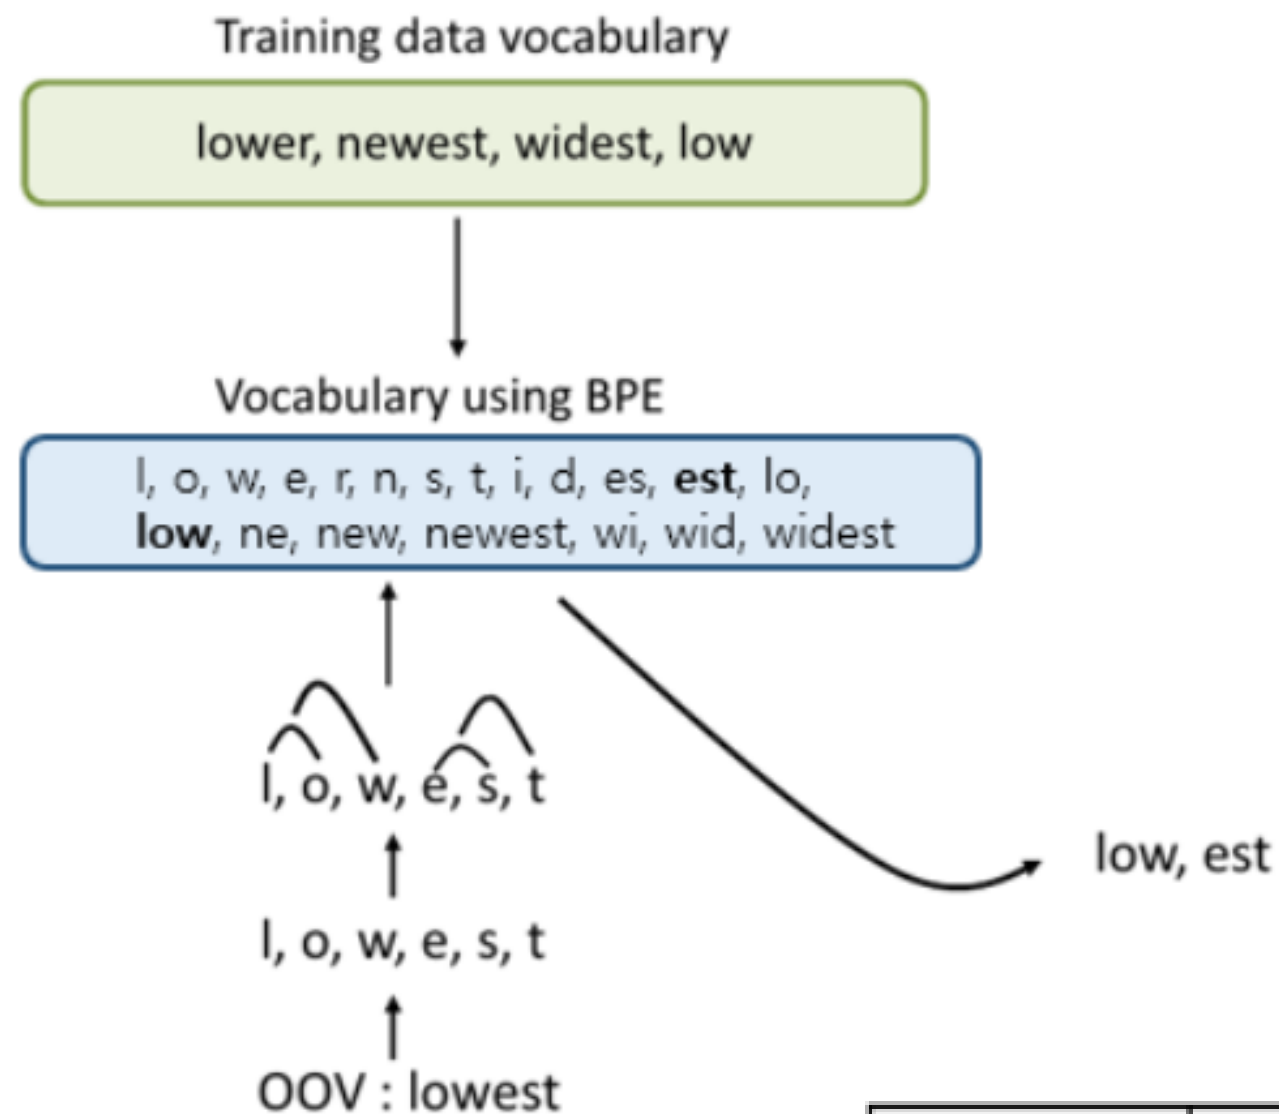 Training data vocabulary
lower, newest, widest, low
Vocabulary using BPE
l, o, w, e, r, n, s, t, i, d, es, est, lo,
low, ne, new, newest, wi, wid, widest
l, o, w, e, s, t
low, est
l, o, w, e, s, t
OOV : lowest